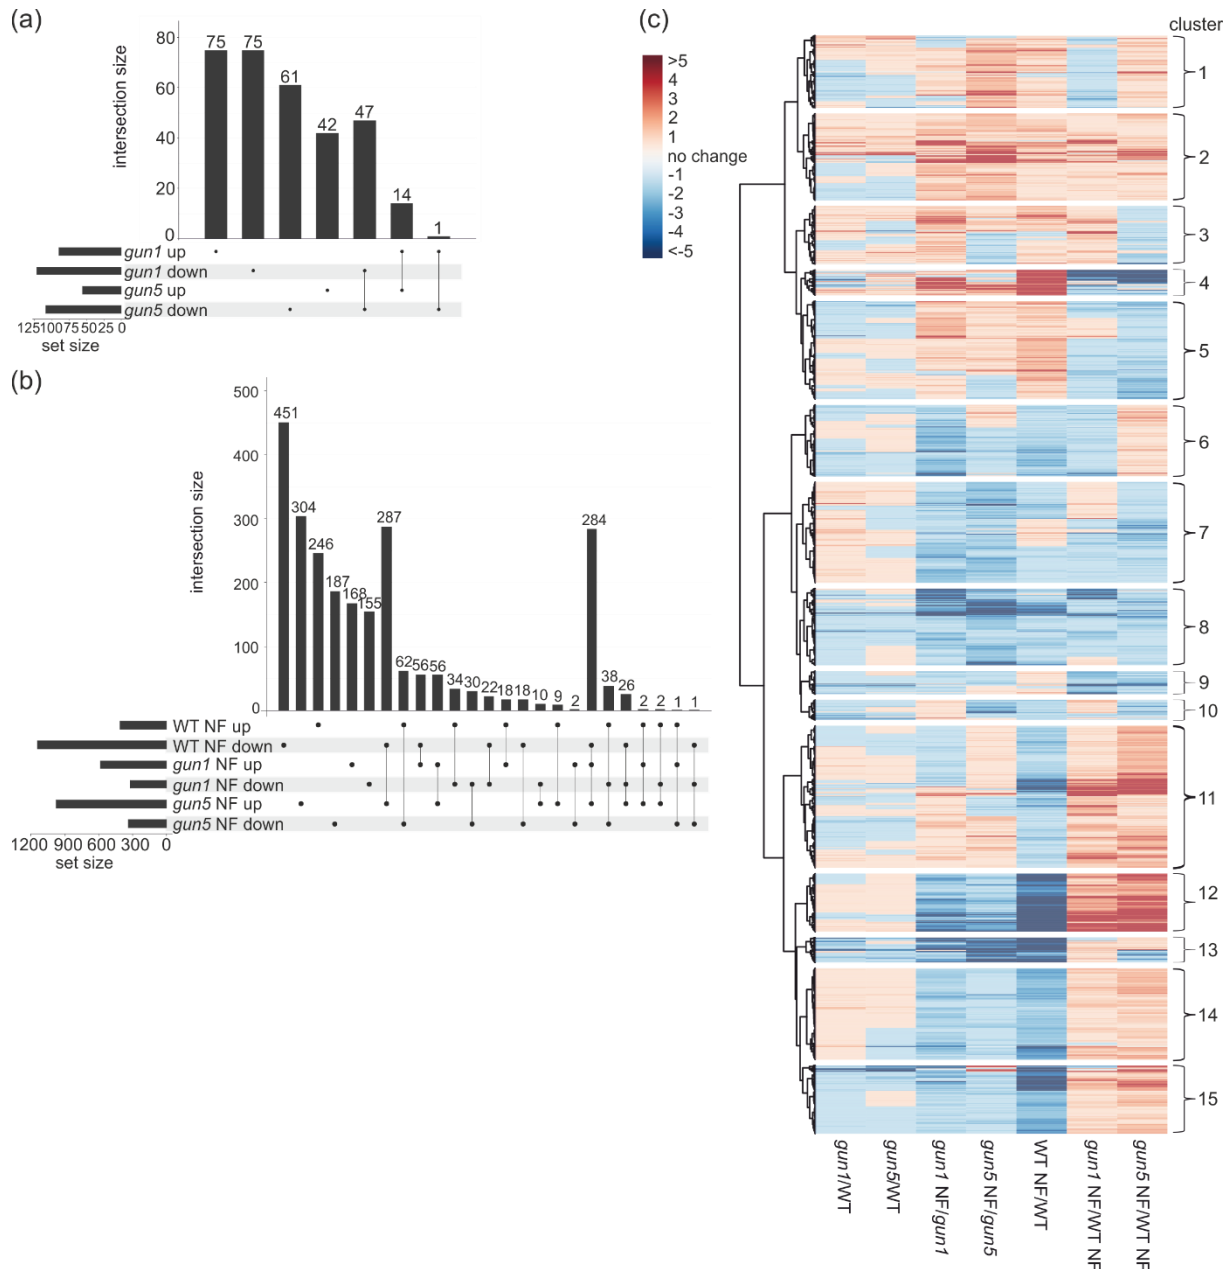 (a)
intersection size
80
60
40
20
0
75
75
61
42
47
14
1
gun1 up
gun1 down
gun5 up
gun5 down
1251007550250
set size
(b)
intersection size
500
400
300
200
100
0
451
304
246
187
168
155
287
62
56
56
34
30
22
18
18
10
9
2
284
38
26
2
2
1
1
WT NF up
WT NF down
gun1 NF up
gun1 NF down
gun5 NF up
gun5 NF down
1200 900 600 300 0
set size
(c)
>5
4
3
2
1
no change
-1
-2
-3
-4
<-5
cluster
1
2
3
4
5
6
7
8
9
10
11
12
13
14
15
gun1/WT
gun5/WT
gun1 NF/gun1
gun5 NF/gun5
WT NF/WT
gun1 NF/WT NF
gun5 NF/WT NF